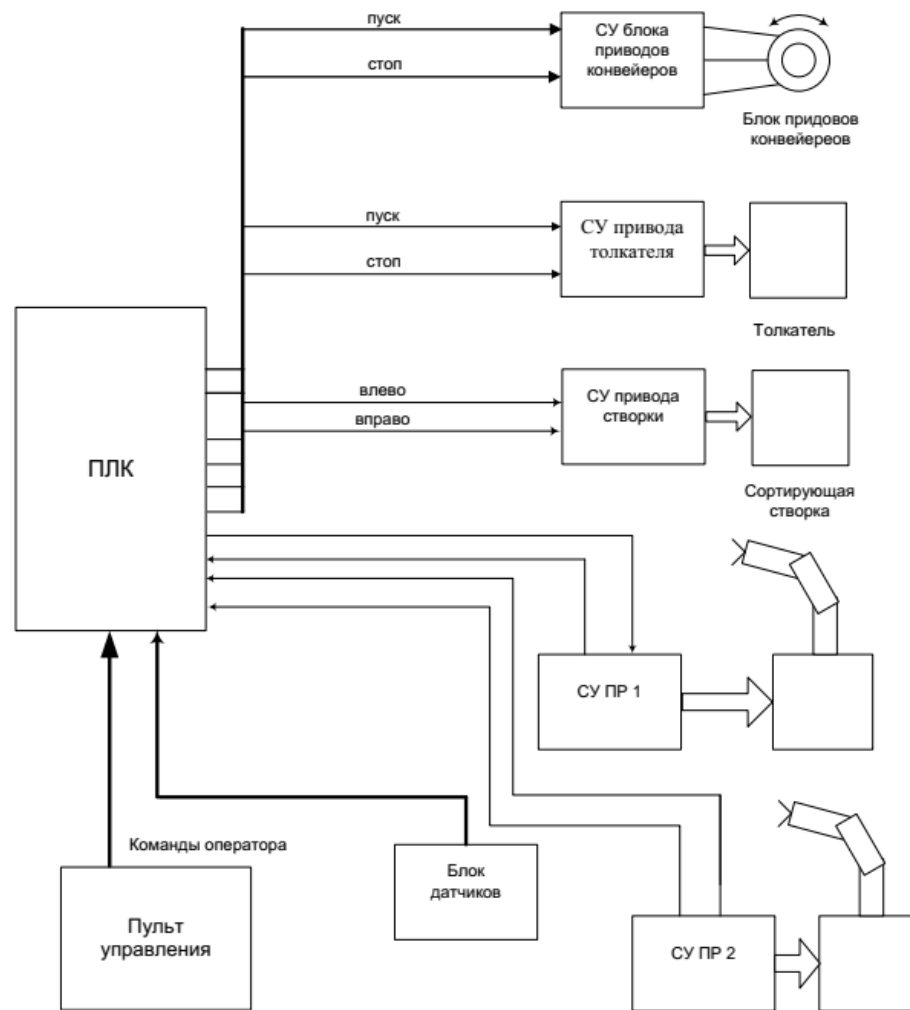 пуск
стоп
СУ блока
приводов
конвейеров
Блок придовов
конвейереов
пуск
стоп
СУ привода
толкателя
Толкатель
влево
вправо
СУ привода
створки
Сортирующая
створка
ПЛК
СУ ПР 1
Команды оператора
Пульт
управления
Блок
датчиков
СУ ПР 2